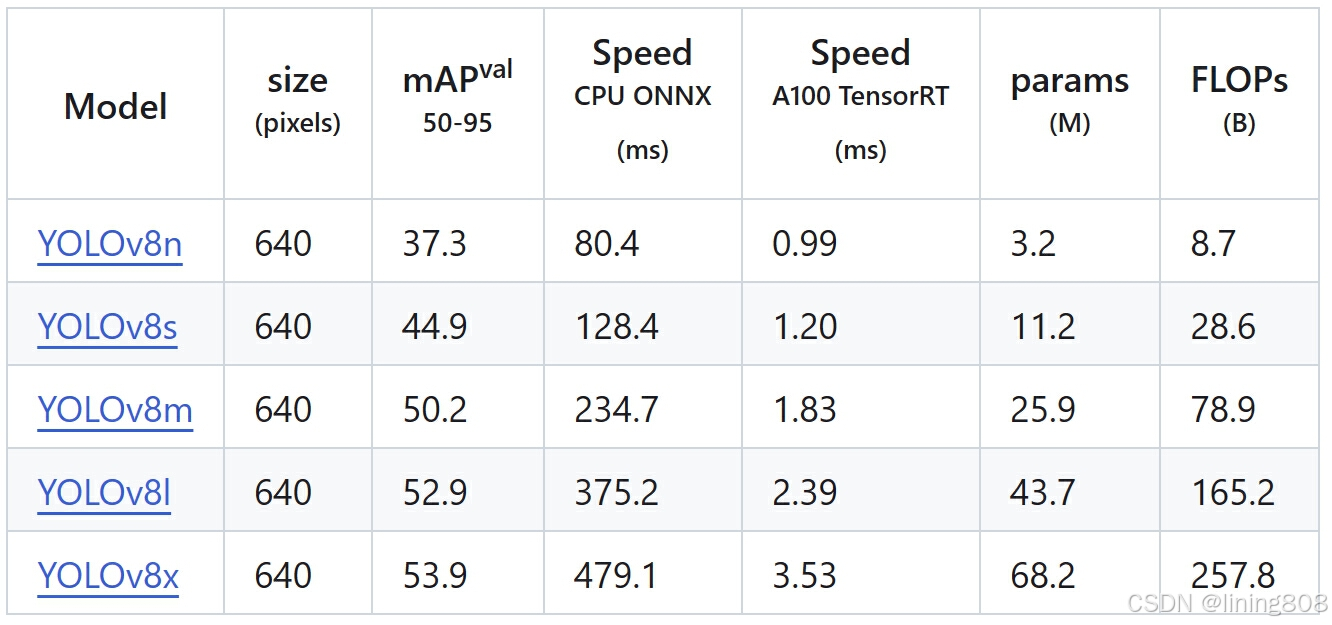 Model size (pixels) mAPval 50-95 Speed CPU ONNX (ms) Speed A100 TensorRT (ms) params (M) FLOPs (B)
YOLOv8n 640 37.3 80.4 0.99 3.2 8.7
YOLOv8s 640 44.9 128.4 1.20 11.2 28.6
YOLOv8m 640 50.2 234.7 1.83 25.9 78.9
YOLOv8l 640 52.9 375.2 2.39 43.7 165.2
YOLOv8x 640 53.9 479.1 3.53 68.2 257.8
CSDN @lining808